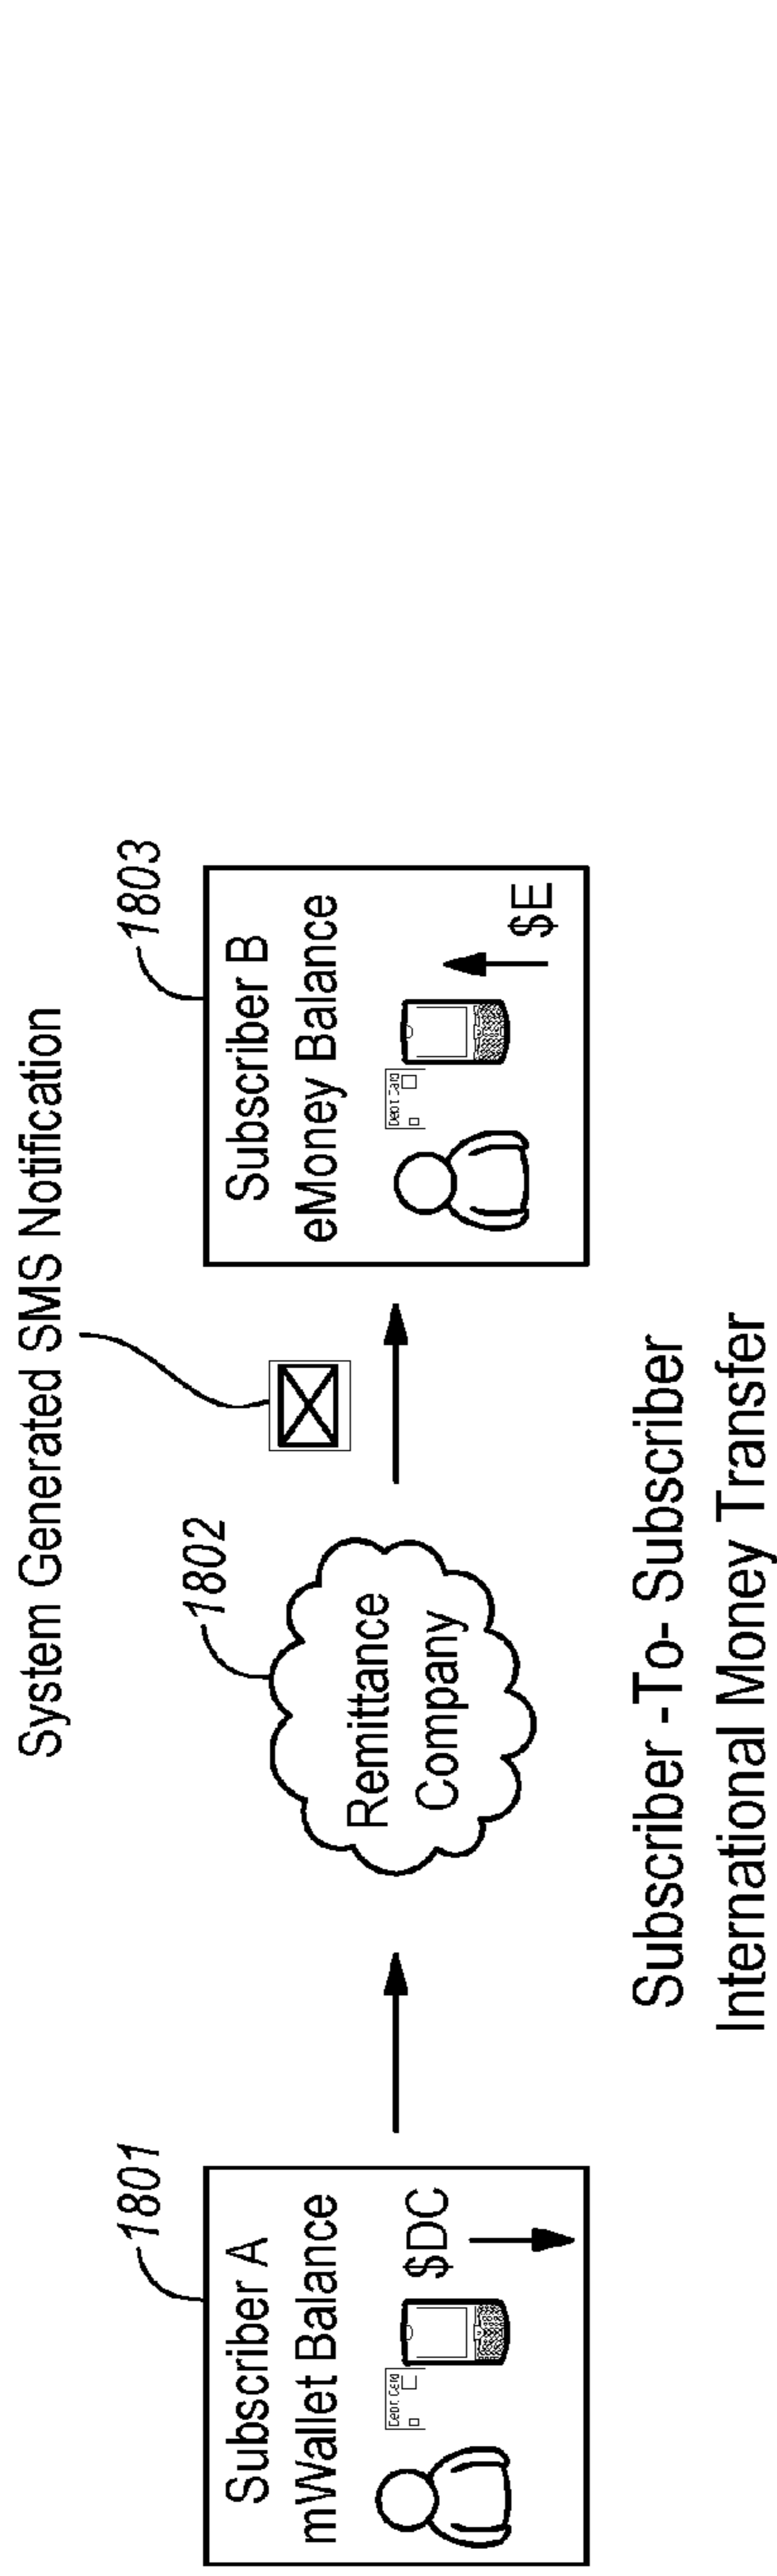 System Generated SMS Notification
1801
Subscriber A
mWallet Balance
$DC
1802
Remittance
Company
1803
Subscriber B
eMoney Balance
$E
Subscriber -To- Subscriber
International Money Transfer